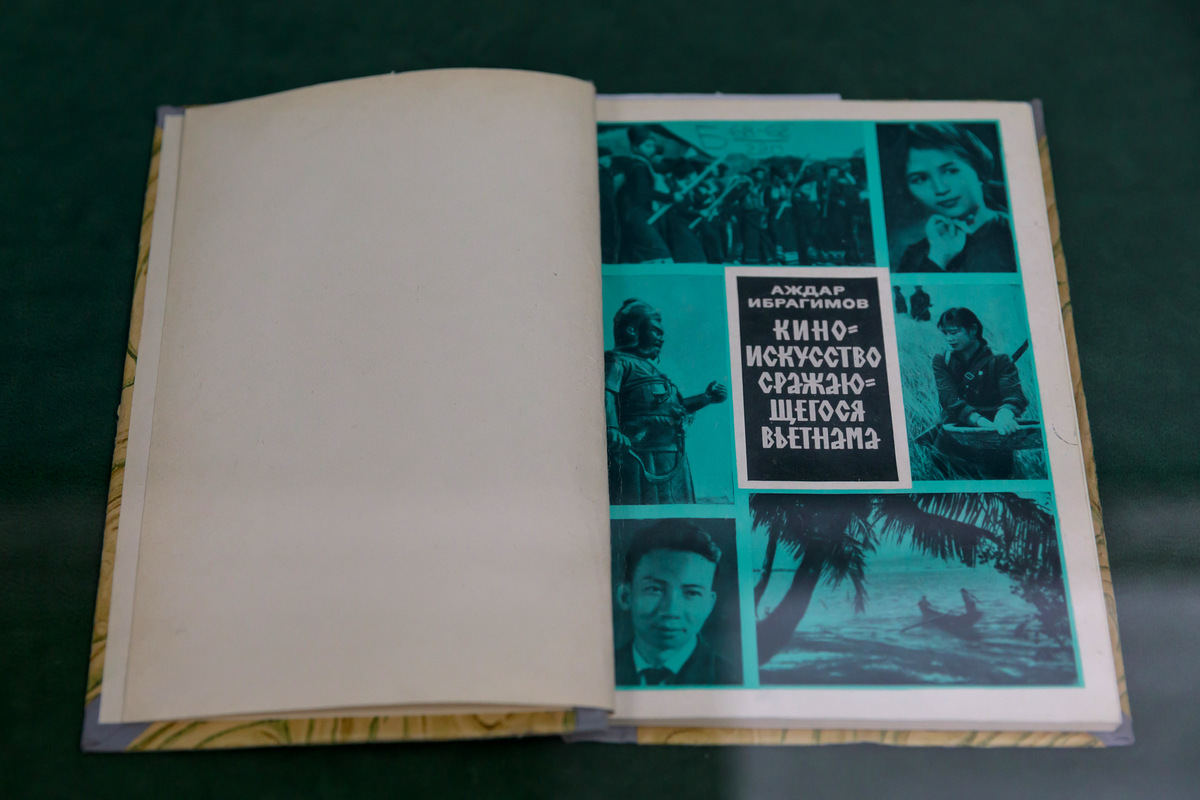 АЖДАР
ИБРАГИМОВ
КИНО=
ИСКУССТВО
СРАЖАЮ=
ЩЕГОСЯ
ВЬЕТНАМА